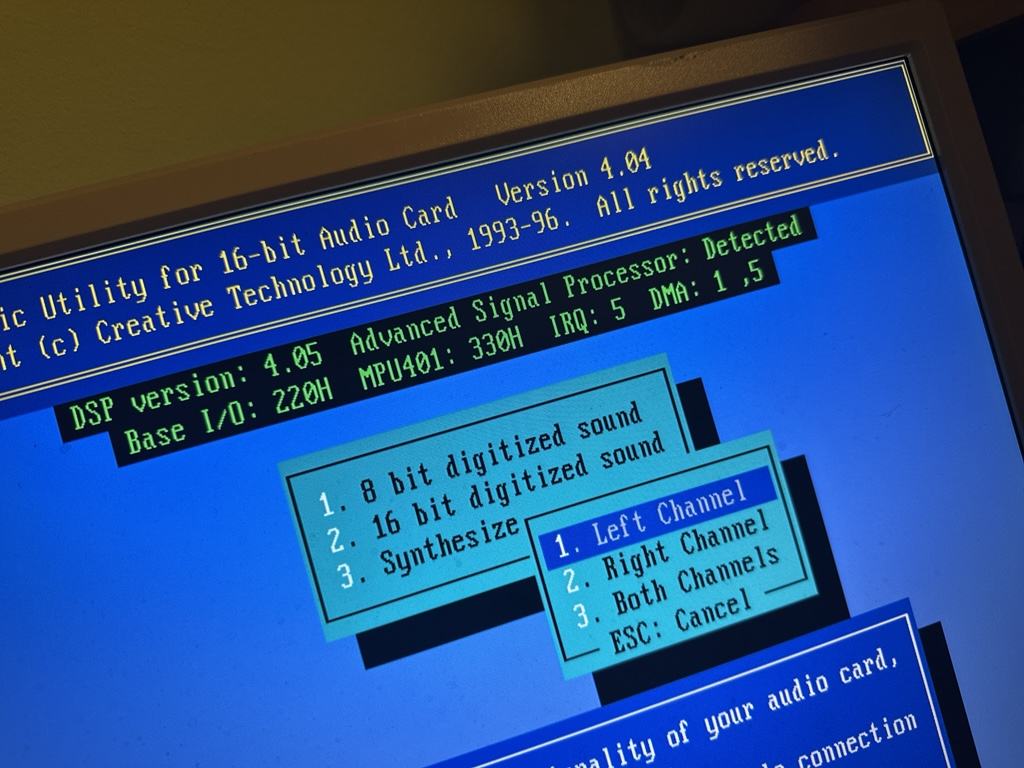 Utility for 16-bit Audio Card Version 4.04
(c) Creative Technology Ltd., 1993-96. All rights reserved.
DSP version: 4.05 Advanced Signal Processor: Detected
Base I/O: 220H MPU401: 330H IRQ: 5 DMA: 1 ,5
1. 8 bit digitized sound
2. 16 bit digitized sound
3. Synthesize
1. Left Channel
2. Right Channel
3. Both Channels
ESC: Cancel
of your audio card,
connection